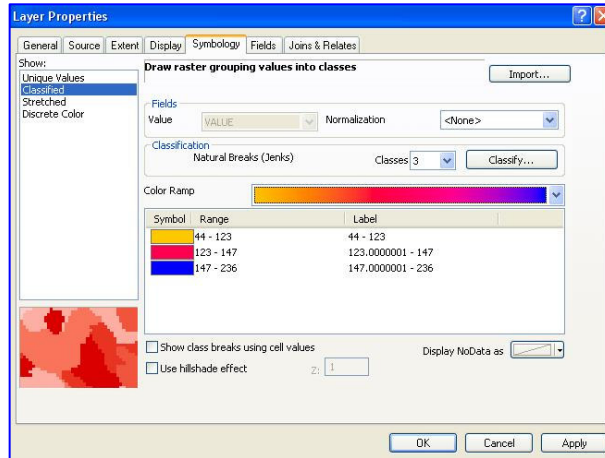 Layer Properties
General Source Extent Display Symbology Fields Joins & Relates
Show:
Unique Values
Classified
Stretched
Discrete Color
Draw raster grouping values into classes
Import...
Fields
Value VALUE Normalization <None>
Classification
Natural Breaks (Jenks) Classes 3 Classify...
Color Ramp
Symbol Range Label
44 - 123 44 - 123
123 - 147 123.0000001 - 147
147 - 236 147.0000001 - 236
Show class breaks using cell values Display NoData as
Use hillshade effect Z: 1
OK Cancel Apply